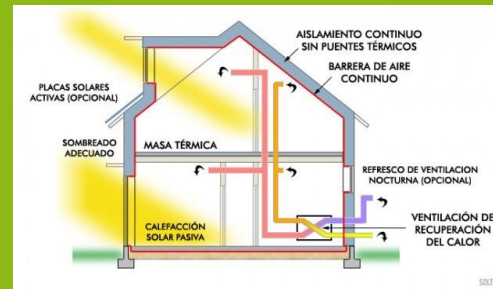 AISLAMIENTO CONTINUO
SIN PUENTES TÉRMICOS
BARRERA DE AIRE
CONTINUO
PLACAS SOLARES
ACTIVAS (OPCIONAL)
SOMBREADO
ADECUADO
MASA TÉRMICA
REFRESCO DE VENTILACION
NOCTURNA (OPCIONAL)
CALEFACCIÓN
SOLAR PASIVA
VENTILACIÓN DE
RECUPERACIÓN
DEL CALOR